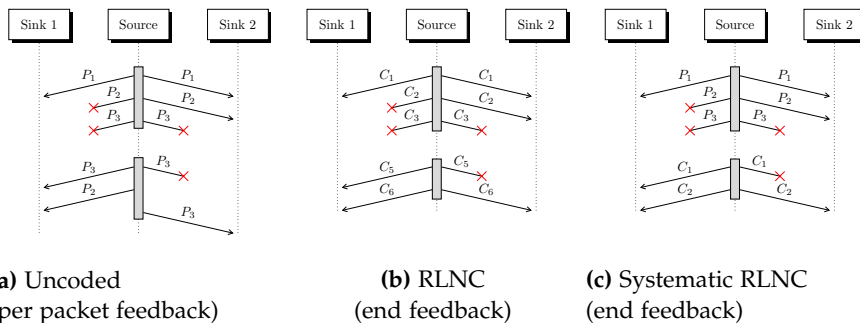 Sink 1 Source Sink 2
P1 P1
P2 P2
P3 P3
P3 P3
P2
P3
a) Uncoded
per packet feedback)
Sink 1 Source Sink 2
C1 C1
C2 C2
C3 C3
C5 C5
C6 C6
(b) RLNC
(end feedback)
Sink 1 Source Sink 2
P1 P1
P2 P2
P3 P3
C1 C1
C2 C2
(c) Systematic RLNC
(end feedback)